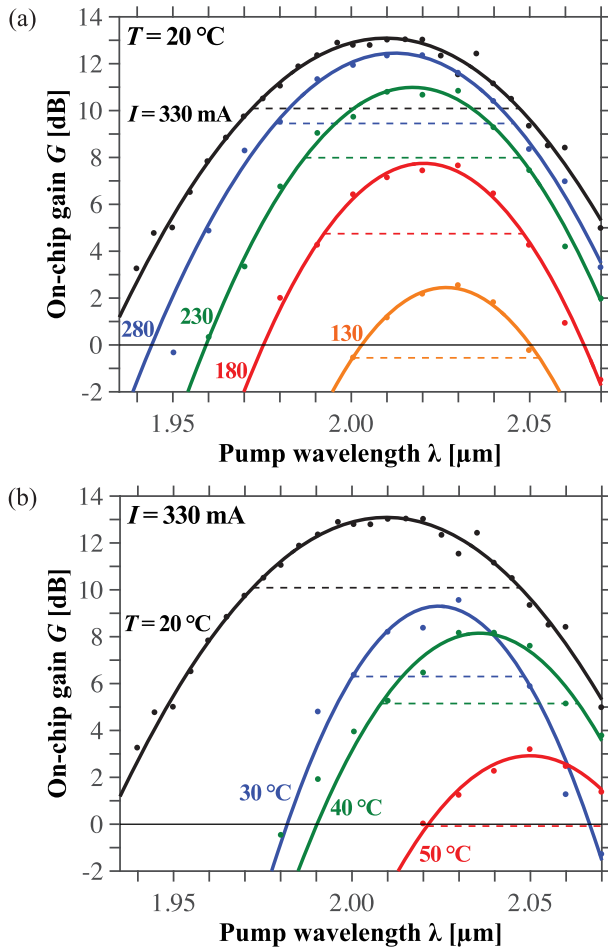 (a)
14
12
10
8
6
4
2
0
-2
On-chip gain G [dB]
T = 20 °C
I = 330 mA
280
230
180
130
1.95
2.00
2.05
Pump wavelength λ [µm]
(b)
14
12
10
8
6
4
2
0
-2
On-chip gain G [dB]
I = 330 mA
T = 20 °C
30 °C
40 °C
50 °C
1.95
2.00
2.05
Pump wavelength λ [µm]